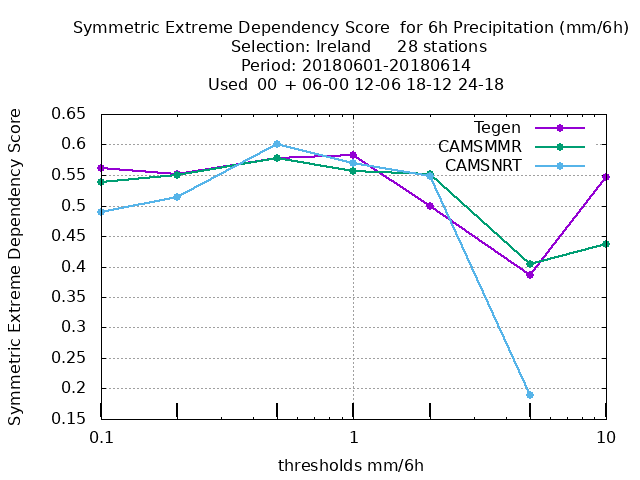 Symmetric Extreme Dependency Score  for 6h Precipitation (mm/6h)
Selection: Ireland     28 stations
Period: 20180601-20180614
Used  00 + 06-00 12-06 18-12 24-18
Symmetric Extreme Dependency Score
0.65
0.6
0.55
0.5
0.45
0.4
0.35
0.3
0.25
0.2
0.15
Tegen
CAMSMMR
CAMSNRT
0.1
1
10
thresholds mm/6h